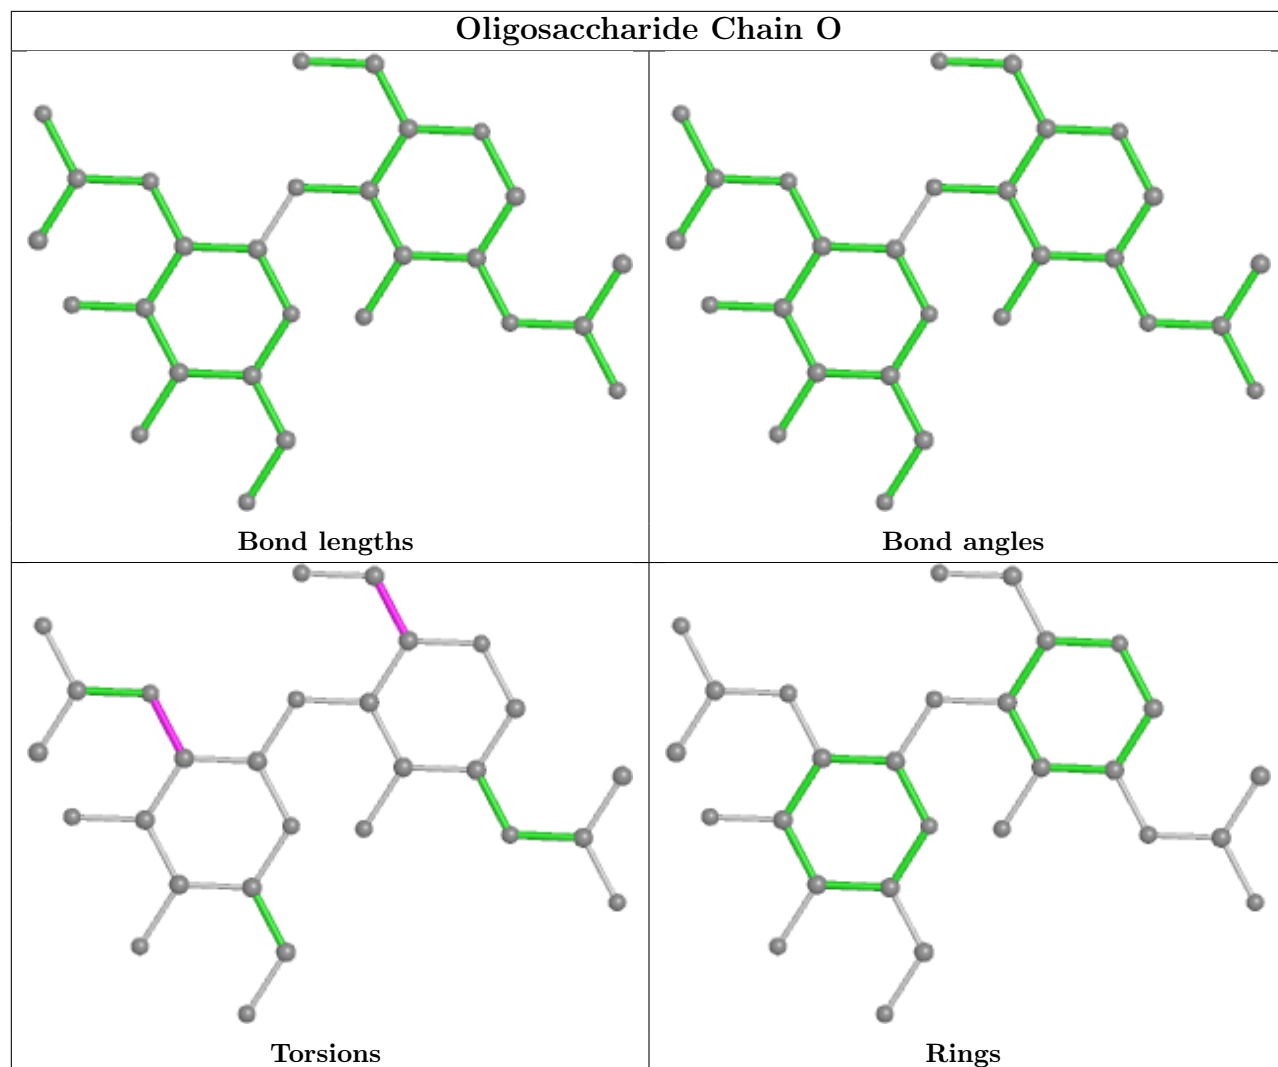 Oligosaccharide Chain O
Bond lengths
Bond angles
Torsions
Rings